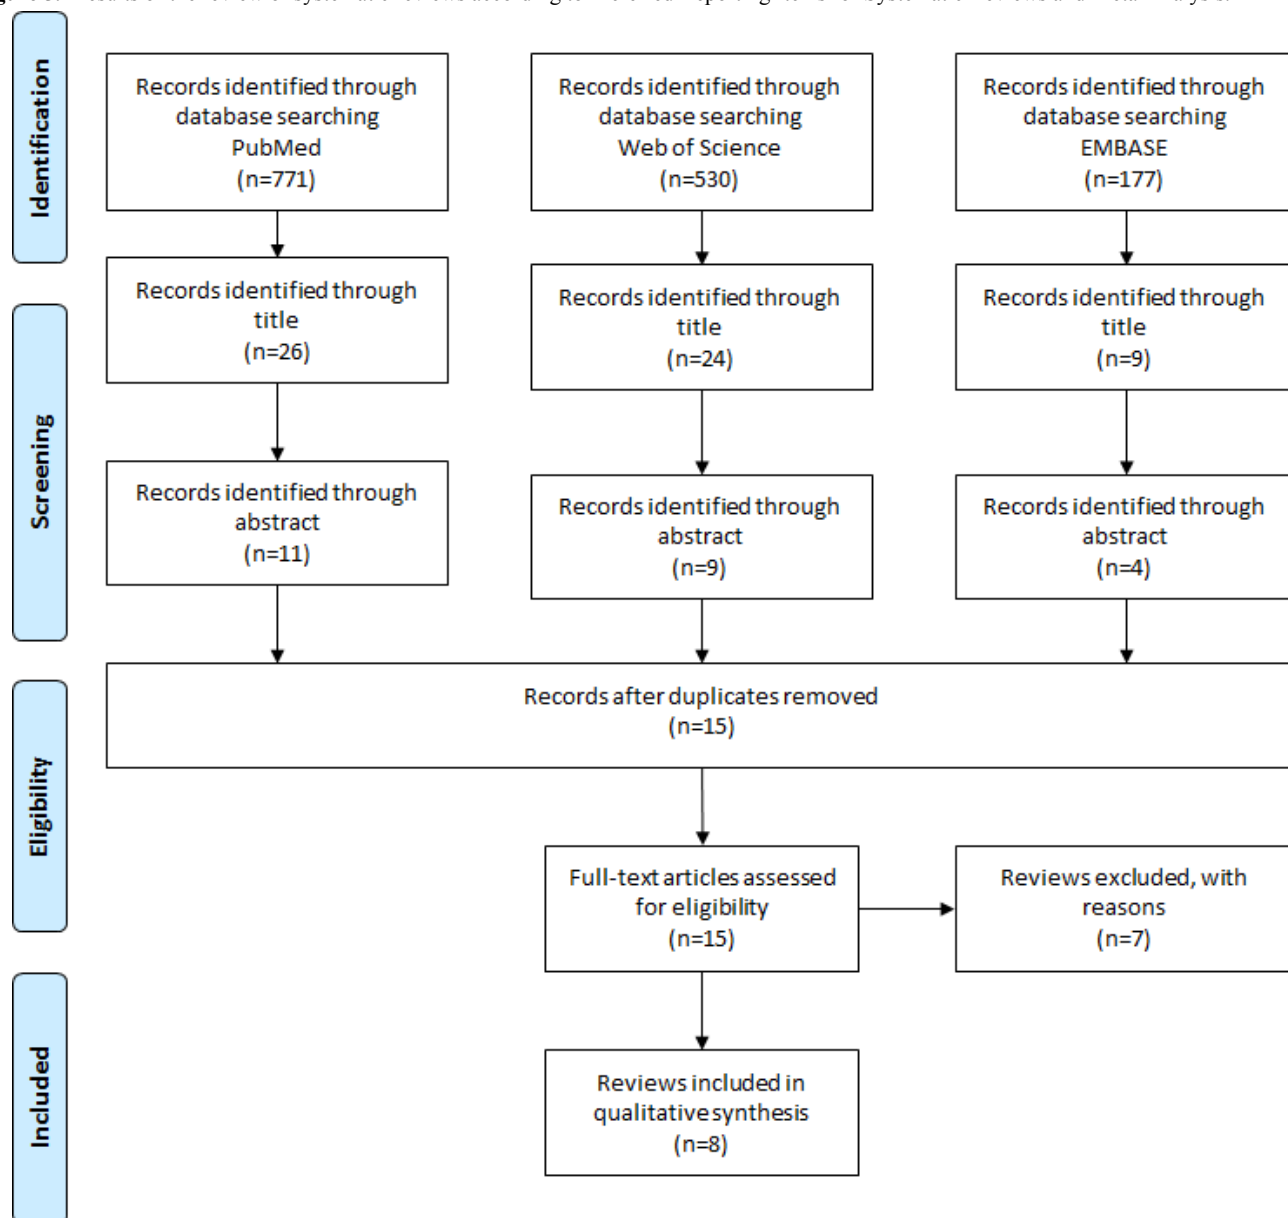 Identification
Records identified through
database searching
PubMed
(n=771)
Records identified through
database searching
Web of Science
(n=530)
Records identified through
database searching
EMBASE
(n=177)
Screening
Records identified through
title
(n=26)
Records identified through
title
(n=24)
Records identified through
title
(n=9)
Records identified through
abstract
(n=11)
Records identified through
abstract
(n=9)
Records identified through
abstract
(n=4)
Eligibility
Records after duplicates removed
(n=15)
Full-text articles assessed
for eligibility
(n=15)
Reviews excluded, with
reasons
(n=7)
Included
Reviews included in
qualitative synthesis
(n=8)